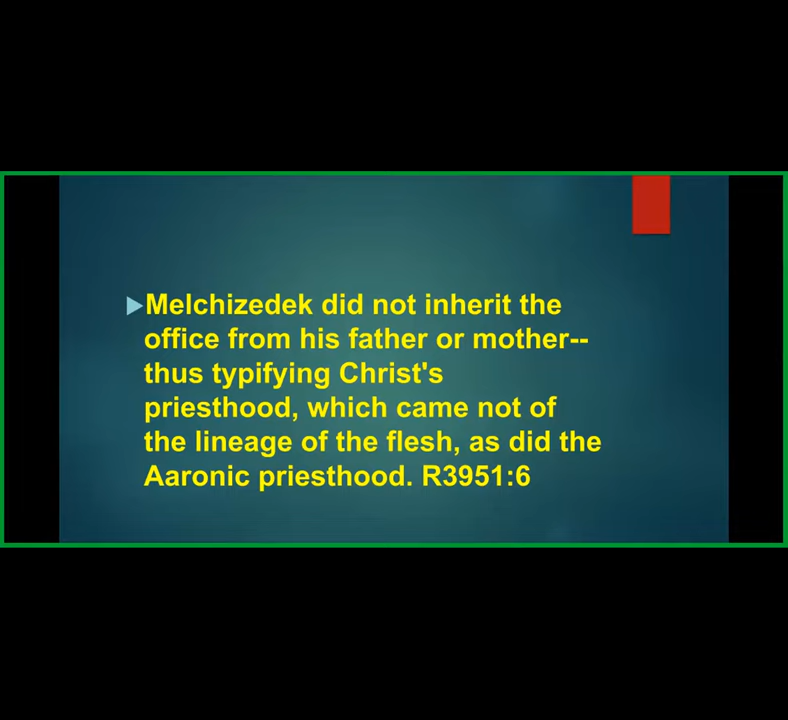 Melchizedek did not inherit the
office from his father or mother--
thus typifying Christ's
priesthood, which came not of
the lineage of the flesh, as did the
Aaronic priesthood. R3951:6